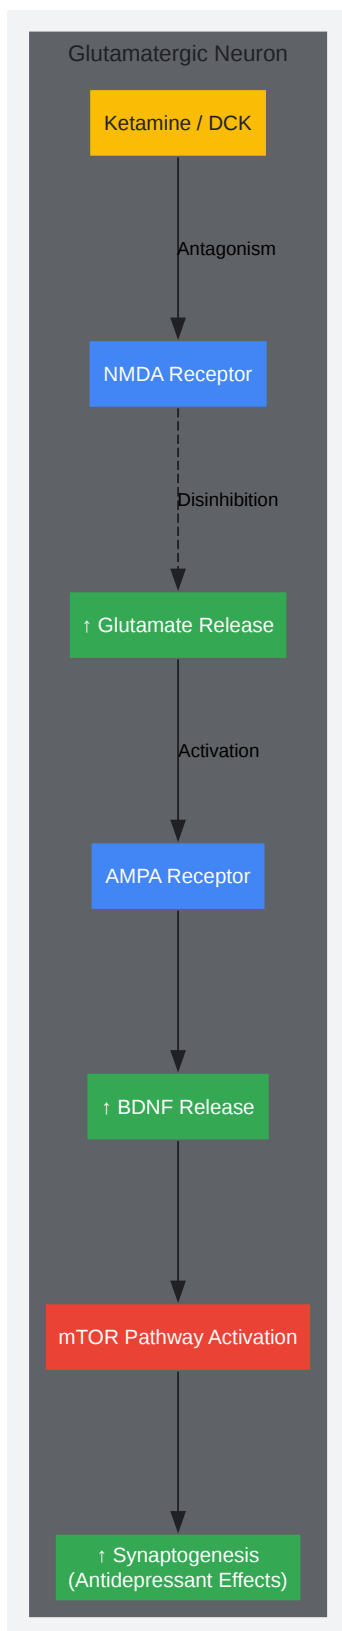 Glutamatergic Neuron
Ketamine / DCK
Antagonism
NMDA Receptor
Disinhibition
↑ Glutamate Release
Activation
AMPA Receptor
↑ BDNF Release
mTOR Pathway Activation
↑ Synaptogenesis
(Antidepressant Effects)